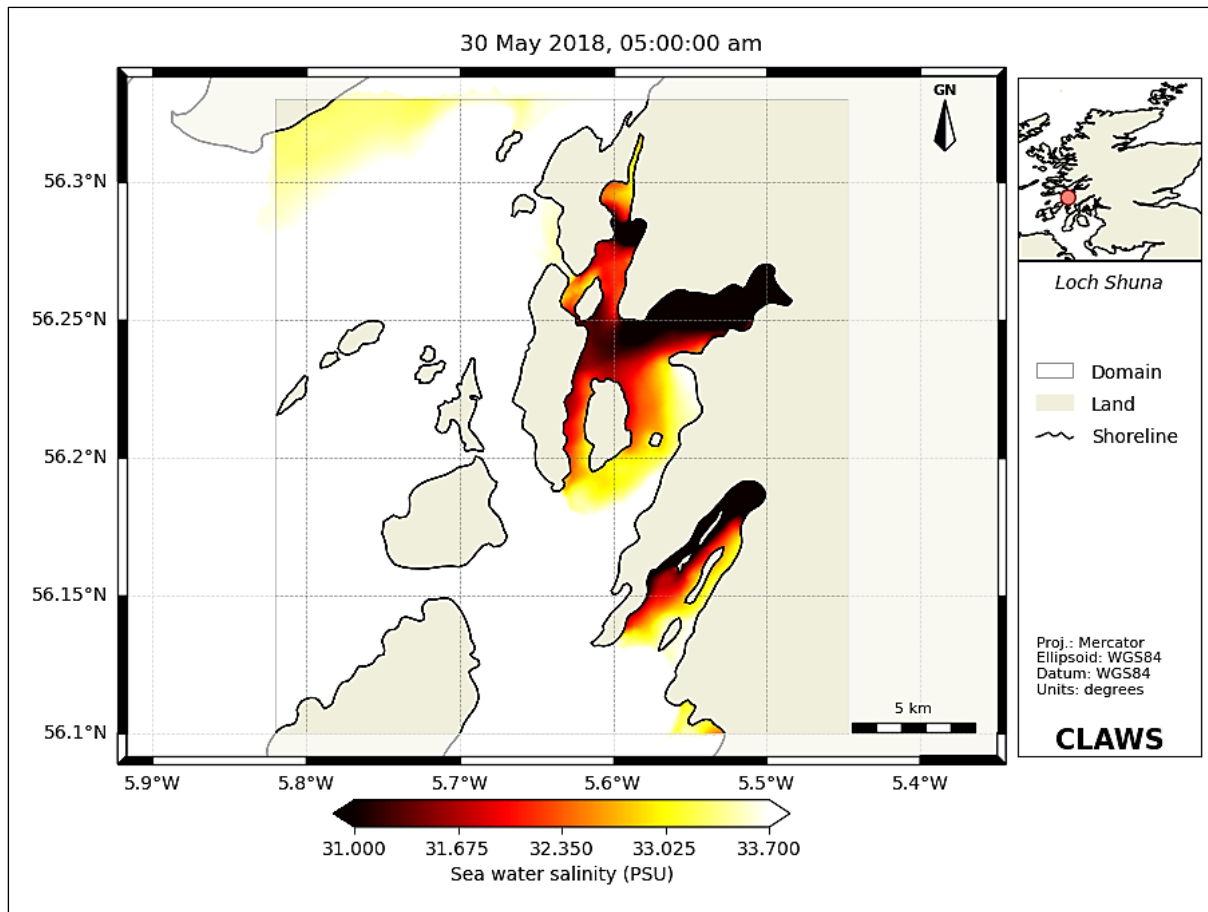 30 May 2018, 05:00:00 am
GN
56.3°N
56.25°N
56.2°N
56.15°N
56.1°N
5.9°W
5.8°W
5.7°W
5.6°W
5.5°W
5.4°W
5 km
31.000
31.675
32.350
33.025
33.700
Sea water salinity (PSU)
Loch Shuna
Domain
Land
Shoreline
Proj.: Mercator
Ellipsoid: WGS84
Datum: WGS84
Units: degrees
CLAWS